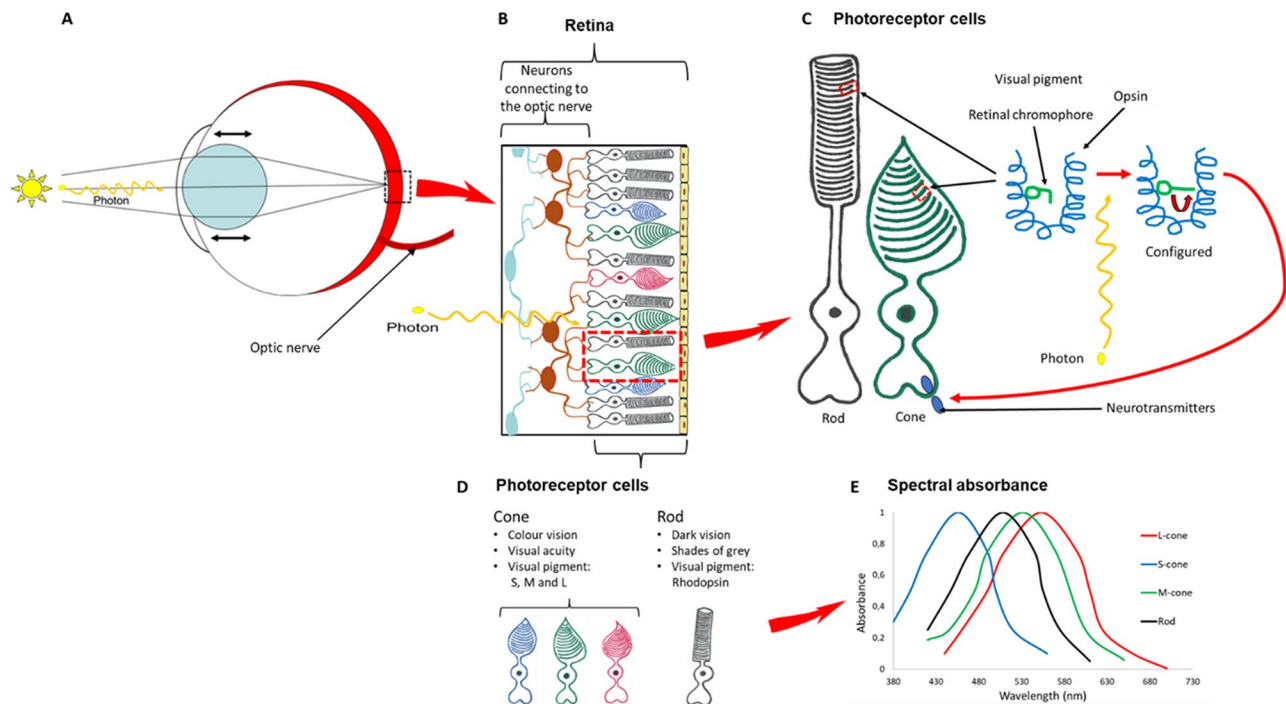 A
Photon
Optic nerve
B
Retina
Neurons
connecting to
the optic nerve
Photon
C
Photoreceptor cells
Visual pigment
Retinal chromophore
Opsin
Configured
Photon
Rod
Cone
Neurotransmitters
D
Photoreceptor cells
Cone
• Colour vision
• Visual acuity
• Visual pigment:
S, M and L
Rod
• Dark vision
• Shades of grey
• Visual pigment:
Rhodopsin
E
Spectral absorbance
Absorbance
1
0,8
0,6
0,4
0,2
0
380
430
480
530
580
630
680
730
Wavelength (nm)
L-cone
S-cone
M-cone
Rod